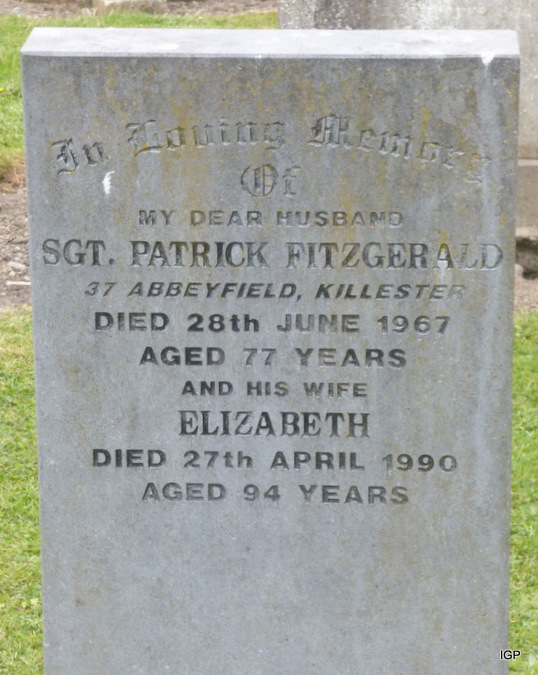 In Loving Memory
Of
MY DEAR HUSBAND
SGT. PATRICK FITZGERALD
37 ABBEYFIELD, KILLESTER
DIED 28th JUNE 1967
AGED 77 YEARS
AND HIS WIFE
ELIZABETH
DIED 27th APRIL 1990
AGED 94 YEARS
IGP